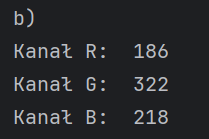 b)
Kanał R:  186
Kanał G:  322
Kanał B:  218